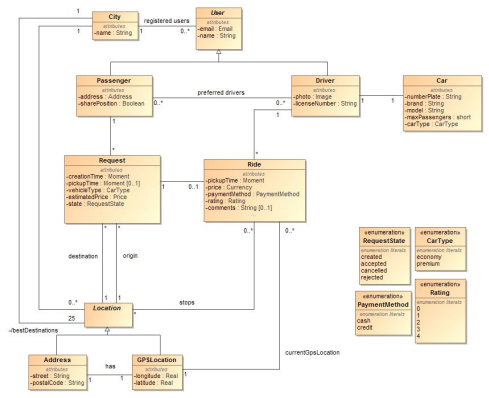 City
attributes
-name : String
1
1
1
registered users
0..*
User
attributes
-email : Email
-name : String
Passenger
attributes
-address : Address
-sharePosition : Boolean
0..*
preferred drivers
0..*
Driver
attributes
-photo : Image
-licenseNumber : String
1
1
1
Car
attributes
-numberPlate : String
-brand : String
-model : String
-maxPassengers : short
-carType : CarType
1
*
*
Request
attributes
-creationTime : Moment
-pickupTime : Moment [0..1]
-vehicleType : CarType
-estimatedPrice : Price
-state : RequestState
1
0..1
Ride
attributes
-pickupTime : Moment
-price : Currency
-paymentMethod : PaymentMethod
-rating : Rating
-comments : String [0..1]
*
*
0..*
0..*
destination
origin
1
1
0..*
25
-/bestDestinations
Location
*
stops
currentGpsLocation
1
Address
attributes
-street : String
-postalCode : String
has
1
1
GPSLocation
attributes
-longitude : Real
-latitude : Real
«enumeration»
RequestState
enumeration literals
created
accepted
cancelled
rejected
«enumeration»
CarType
enumeration literals
economy
premium
«enumeration»
PaymentMethod
enumeration literals
cash
credit
«enumeration»
Rating
enumeration literals
0
1
2
3
4